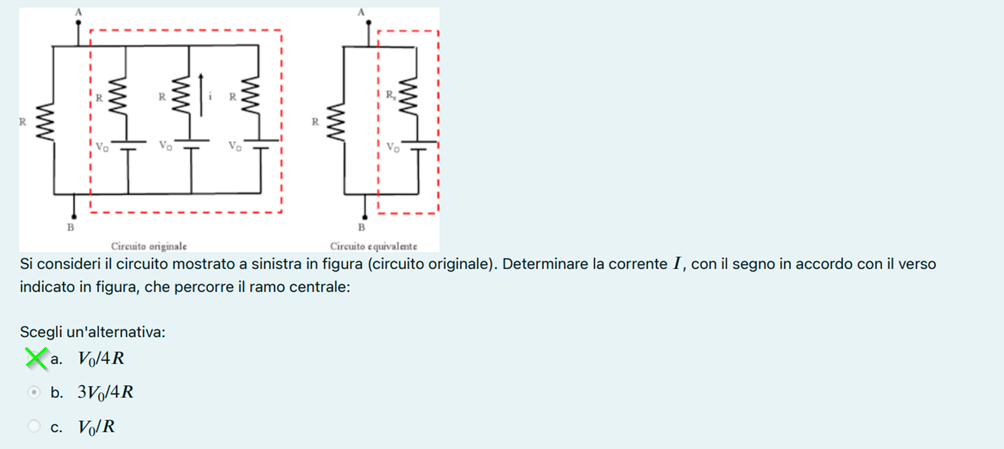 A
A
R
R
R
i
R
R
Rₓ
V₀
V₀
V₀
V₀
B
B
Circuito originale
Circuito equivalente
Si consideri il circuito mostrato a sinistra in figura (circuito originale). Determinare la corrente I, con il segno in accordo con il verso
indicato in figura, che percorre il ramo centrale:
Scegli un'alternativa:
a. V₀/4R
b. 3V₀/4R
c. V₀/R